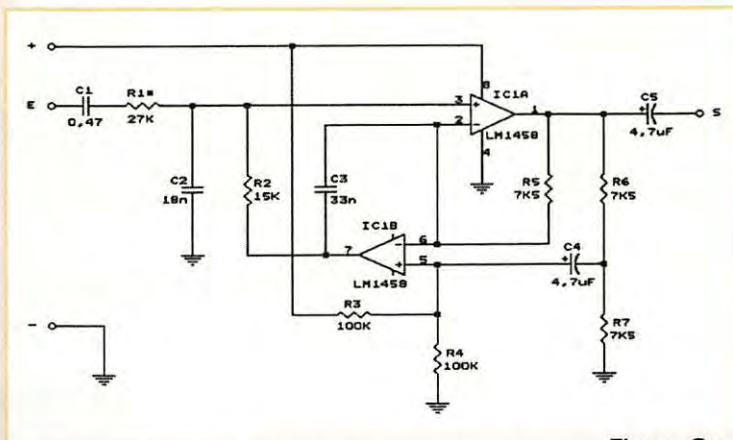 +
8
IC1A
C1
R1*
E
3
+
1
C5
+
S
0,47
27K
2
-
LM1458
4,7uF
4
C2
18n
R2
15K
C3
33n
R5
7K5
R6
7K5
IC1B
7
-
6
+
5
C4
+
4,7uF
LM1458
R3
100K
R7
7K5
-
R4
100K